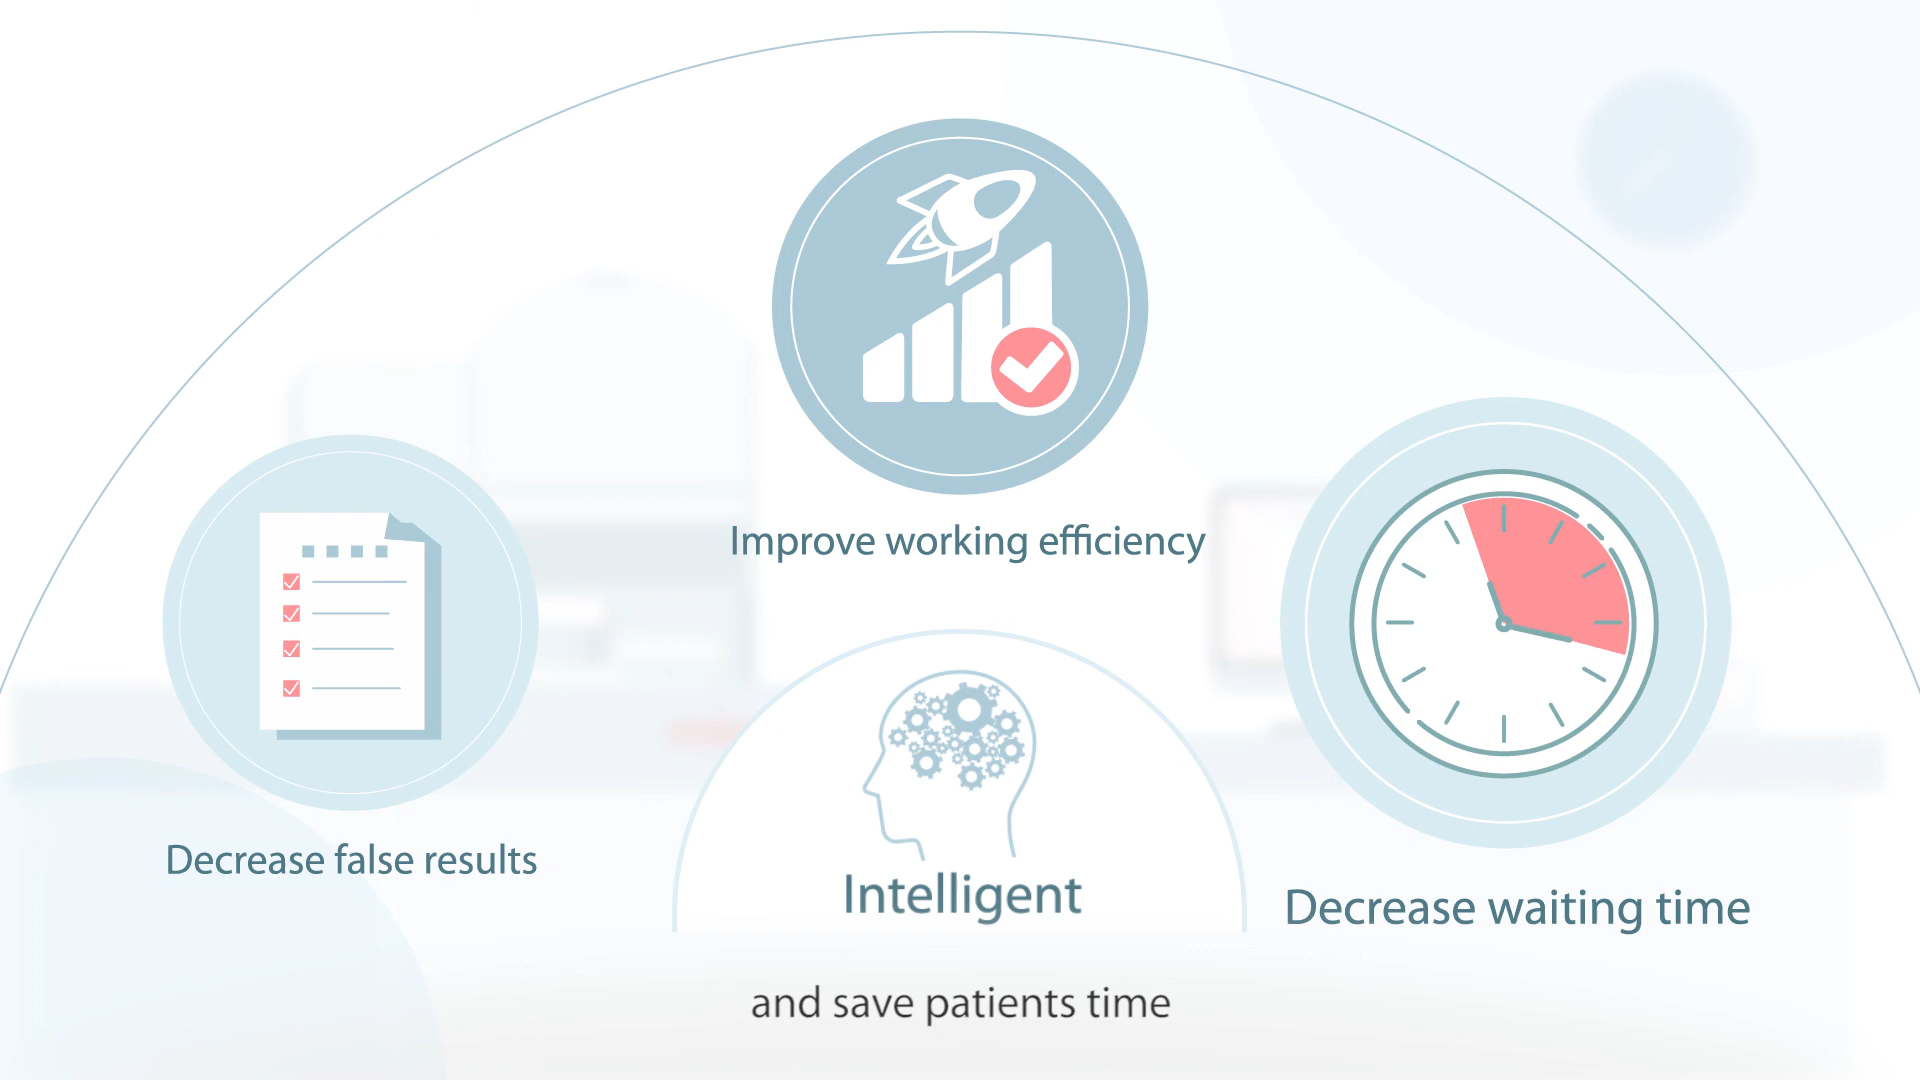 Improve working efficiency
Decrease false results
Intelligent
Decrease waiting time
and save patients time